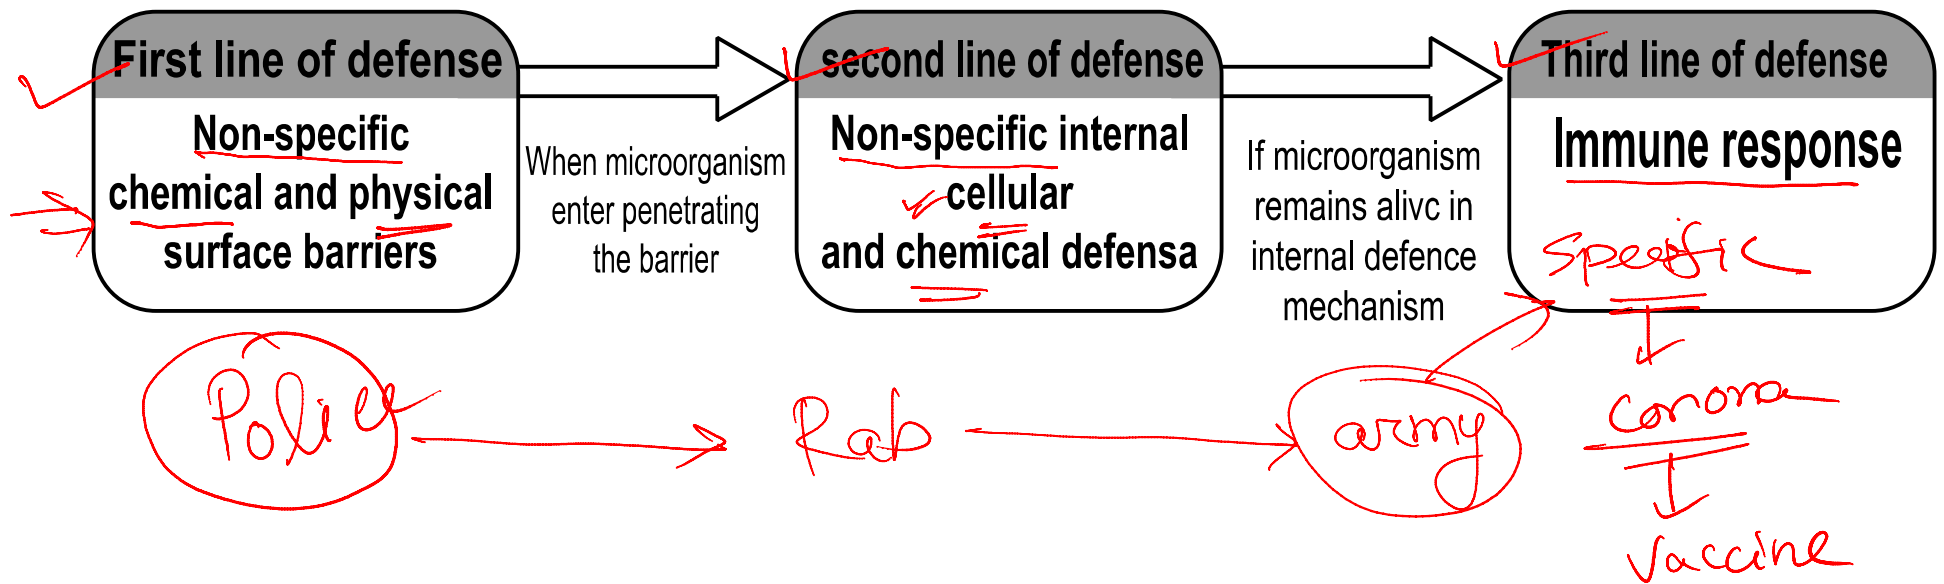 First line of defense
Non-specific
chemical and physical
surface barriers
When microorganism
enter penetrating
the barrier
second line of defense
Non-specific internal
cellular
and chemical defensa
If microorganism
remains alivc in
internal defence
mechanism
Third line of defense
Immune response
Specific
Police
Rab
army
corona
vaccine